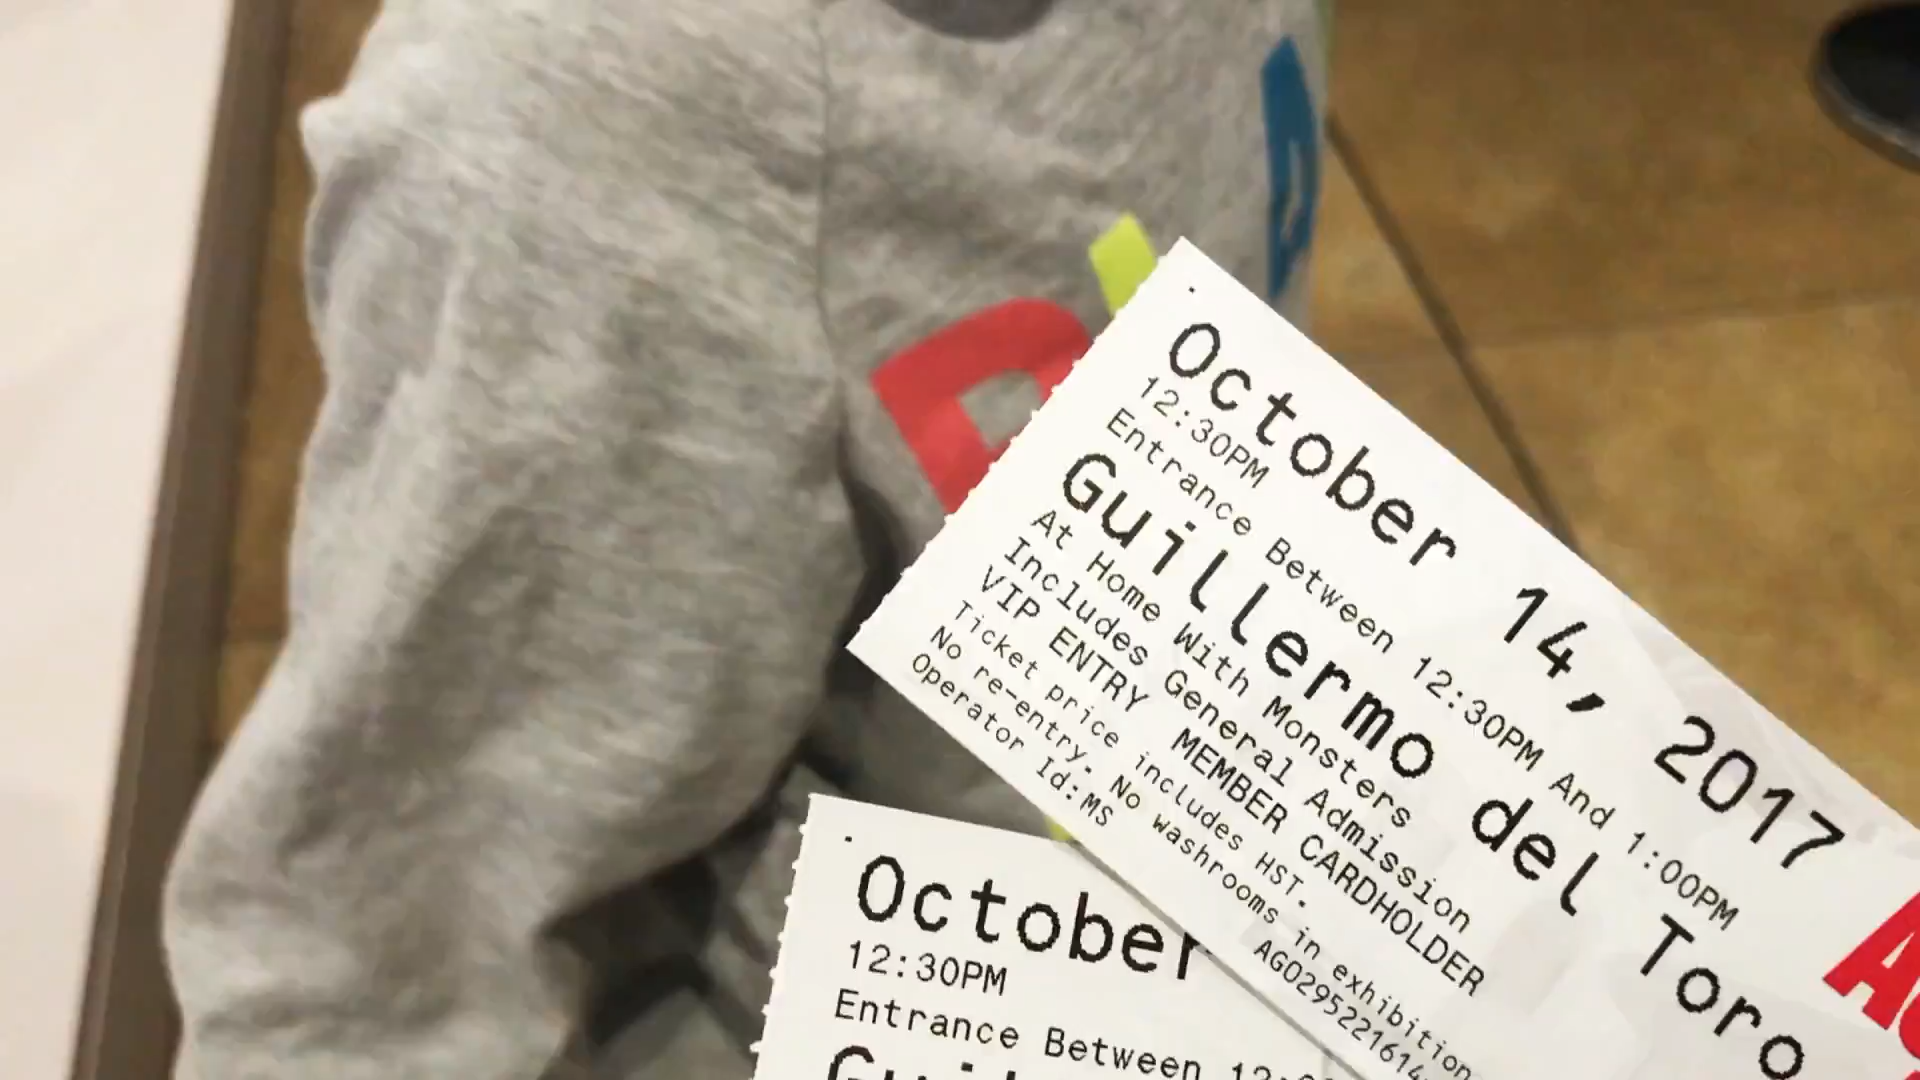 October 14, 2017
12:30PM
Entrance Between 12:30PM And 1:00PM
Guillermo del Toro
At Home With Monsters
Includes General Admission
VIP ENTRY MEMBER CARDHOLDER
Ticket price includes HST.
No re-entry. No washrooms in exhibition
Operator Id:MS
October
12:30PM
Entrance Between